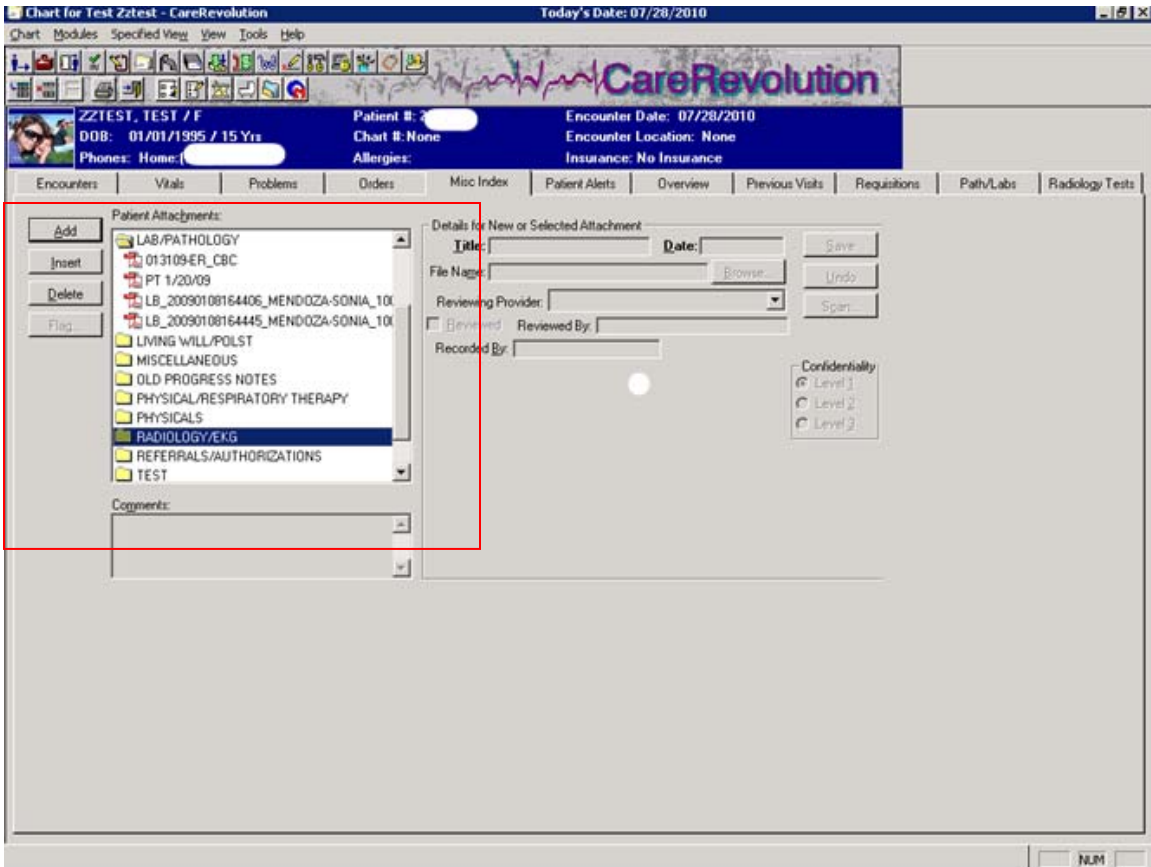 Chart for Test Zztest - CareRevolution Today's Date: 07/28/2010
Chart Modules Specified View View Tools Help
CareRevolution
ZZTEST, TEST / F Patient #: Encounter Date: 07/28/2010
DOB: 01/01/1995 / 15 Yrs Chart #: None Encounter Location: None
Phones: Home: Allergies: Insurance: No Insurance
Encounters Vitals Problems Orders Misc Index Patient Alerts Overview Previous Visits Requisitions Path/Labs Radiology Tests
Patient Attachments:
Add
Insert
Delete
Flag...
LAB/PATHOLOGY
013109-ER_CBC
PT 1/20/09
LB_20090108164406_MENDOZA-SONIA_10
LB_20090108164445_MENDOZA-SONIA_10
LIVING WILL/POLST
MISCELLANEOUS
OLD PROGRESS NOTES
PHYSICAL/RESPIRATORY THERAPY
PHYSICALS
RADIOLOGY/EKG
REFERRALS/AUTHORIZATIONS
TEST
Comments:
Details for New or Selected Attachment
Title: Date: Save
File Name: Browse... Undo
Reviewing Provider: Scan...
Reviewed Reviewed By:
Recorded By:
Confidentiality
Level 1
Level 2
Level 3
NUM